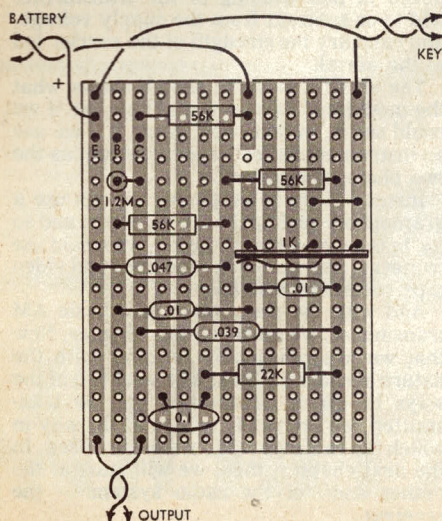 BATTERY
KEY
−
+
56K
E B C
1.2M
56K
56K
1K
.047
.01
.01
.039
22K
0.1
OUTPUT